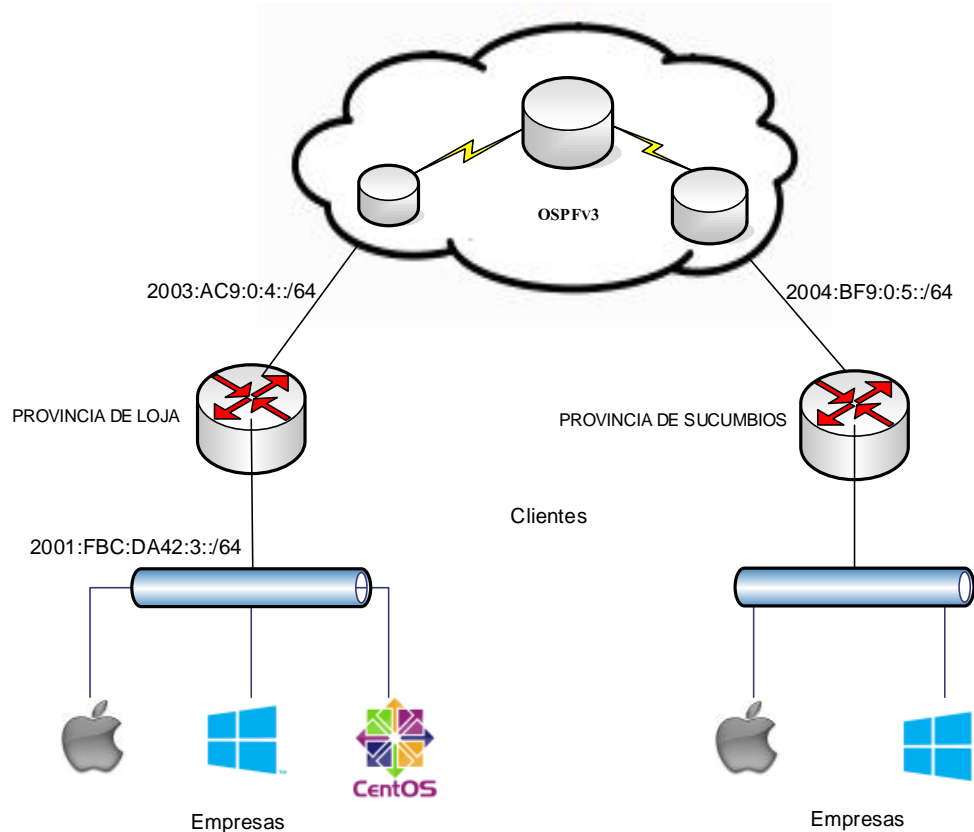 OSPFv3
2003:AC9:0:4::/64
2004:BF9:0:5::/64
PROVINCIA DE LOJA
PROVINCIA DE SUCUMBIOS
Clientes
2001:FBC:DA42:3::/64
CentOS
Empresas
Empresas